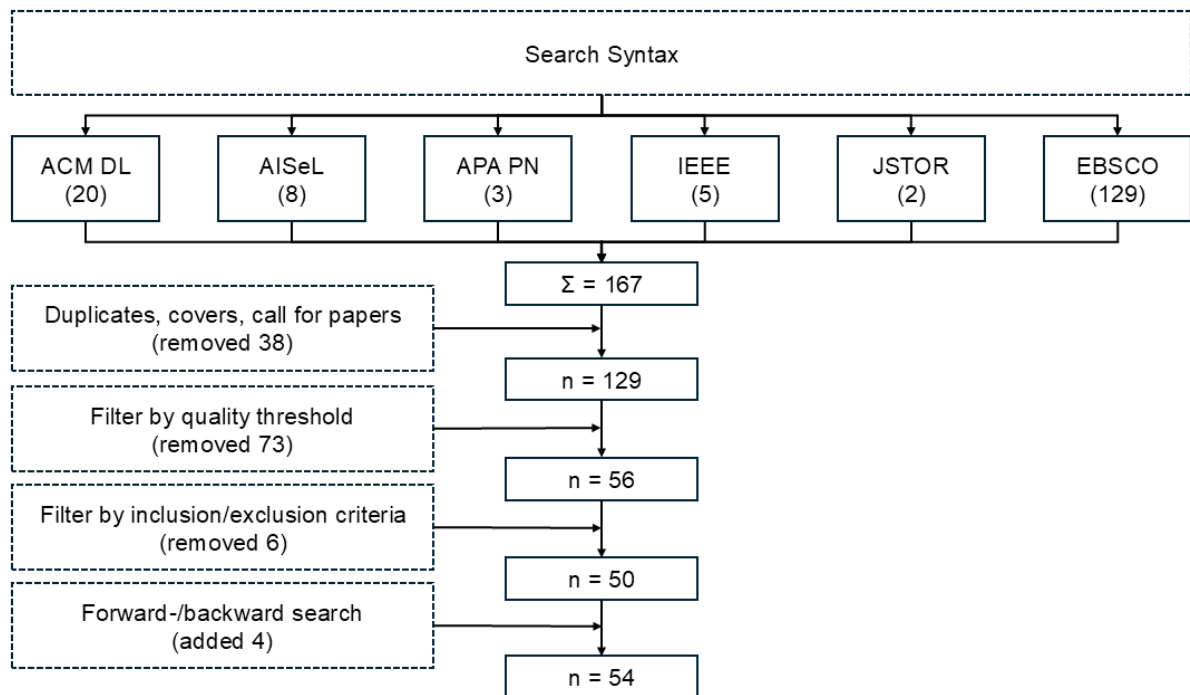 Search Syntax
ACM DL
(20)
AISeL
(8)
APA PN
(3)
IEEE
(5)
JSTOR
(2)
EBSCO
(129)
Σ = 167
Duplicates, covers, call for papers
(removed 38)
n = 129
Filter by quality threshold
(removed 73)
n = 56
Filter by inclusion/exclusion criteria
(removed 6)
n = 50
Forward-/backward search
(added 4)
n = 54